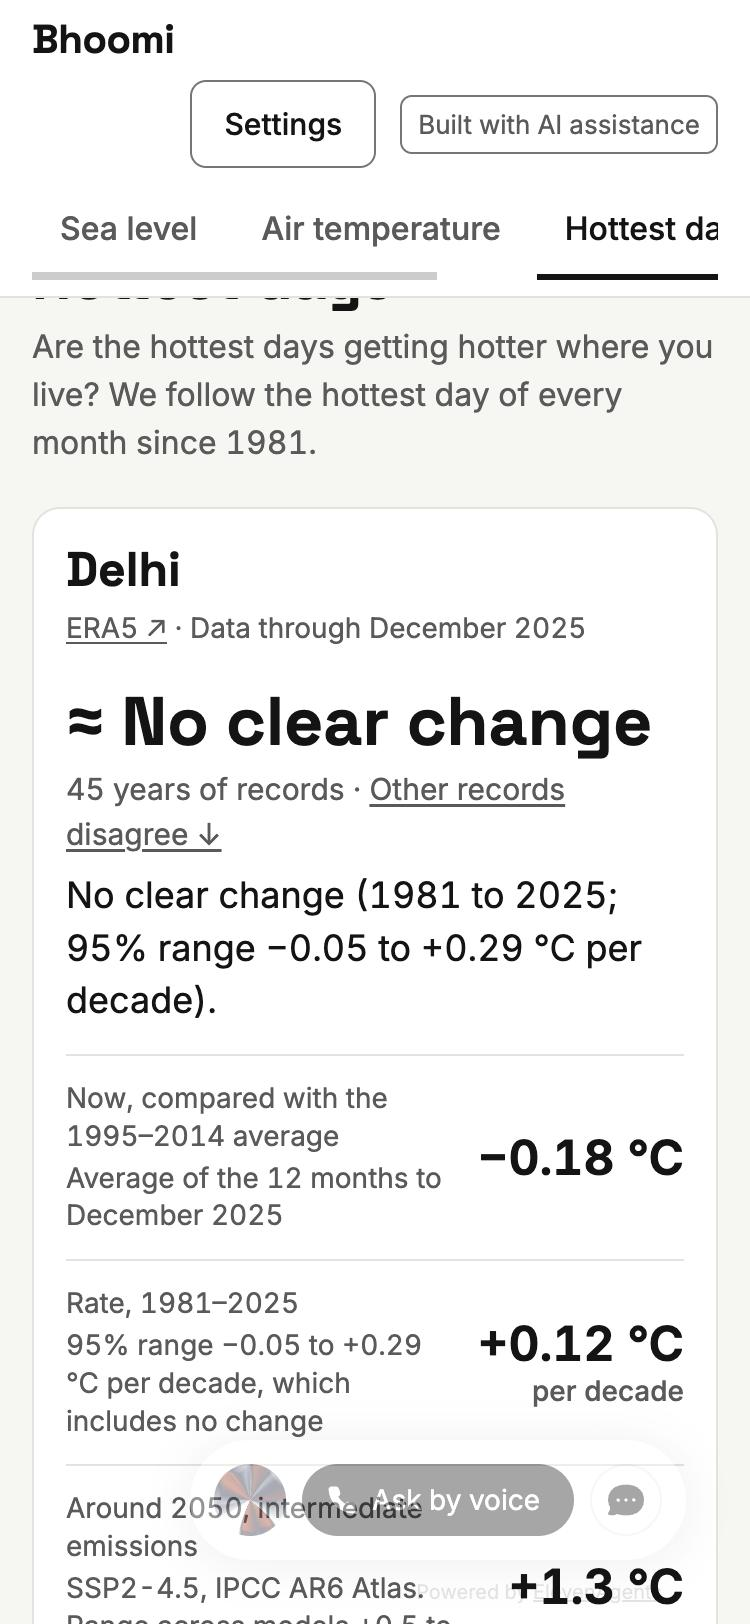 Bhoomi
Settings
Built with AI assistance
Sea level
Air temperature
Hottest da
Are the hottest days getting hotter where you
live? We follow the hottest day of every
month since 1981.
Delhi
ERA5 ↗ · Data through December 2025
≈ No clear change
45 years of records · Other records
disagree ↓
No clear change (1981 to 2025;
95% range −0.05 to +0.29 °C per
decade).
Now, compared with the
1995–2014 average
Average of the 12 months to
December 2025
−0.18 °C
Rate, 1981–2025
95% range −0.05 to +0.29
°C per decade, which
includes no change
+0.12 °C
per decade
Around 2050, intermediate
emissions
Ask by voice
SSP2-4.5, IPCC AR6 Atlas.
+1.3 °C
Powered by